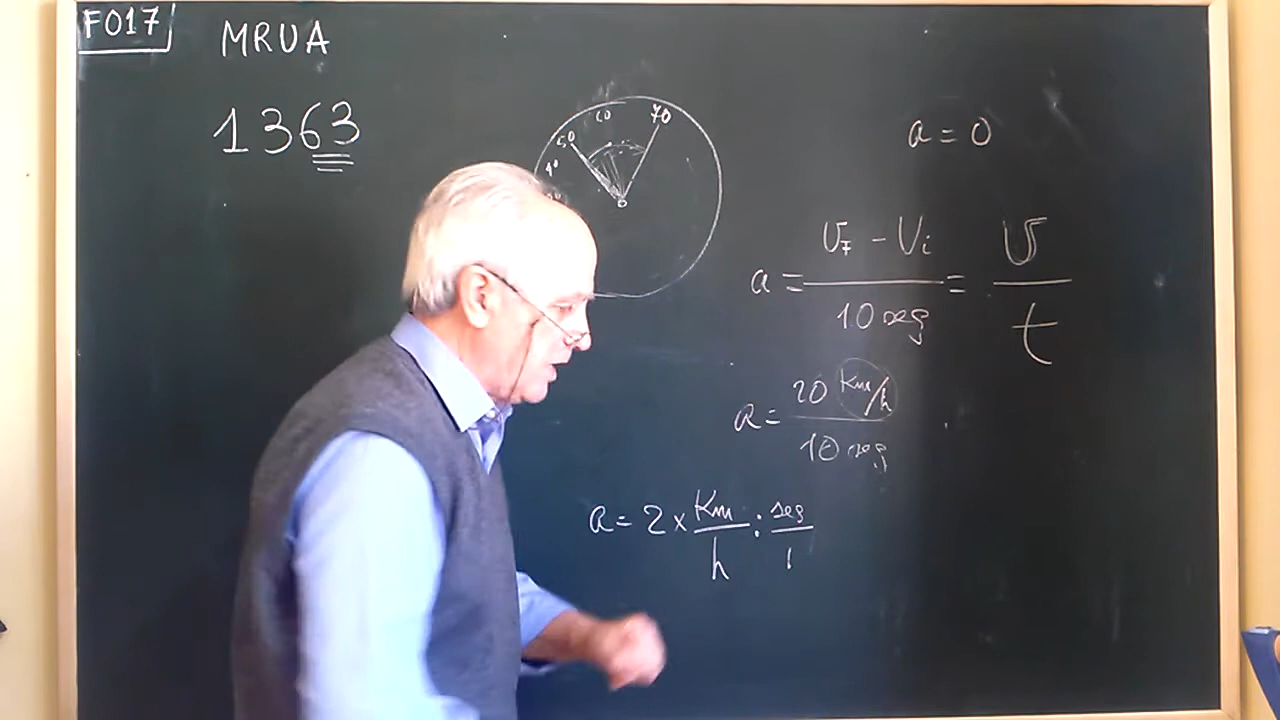 F017
MRUA
1363
40 50 60 70
a = 0
a = (Vf - Vi) / 10 seg = v / t
a = 20 Km/h / 10 seg
a = 2 x Km/h : seg/1